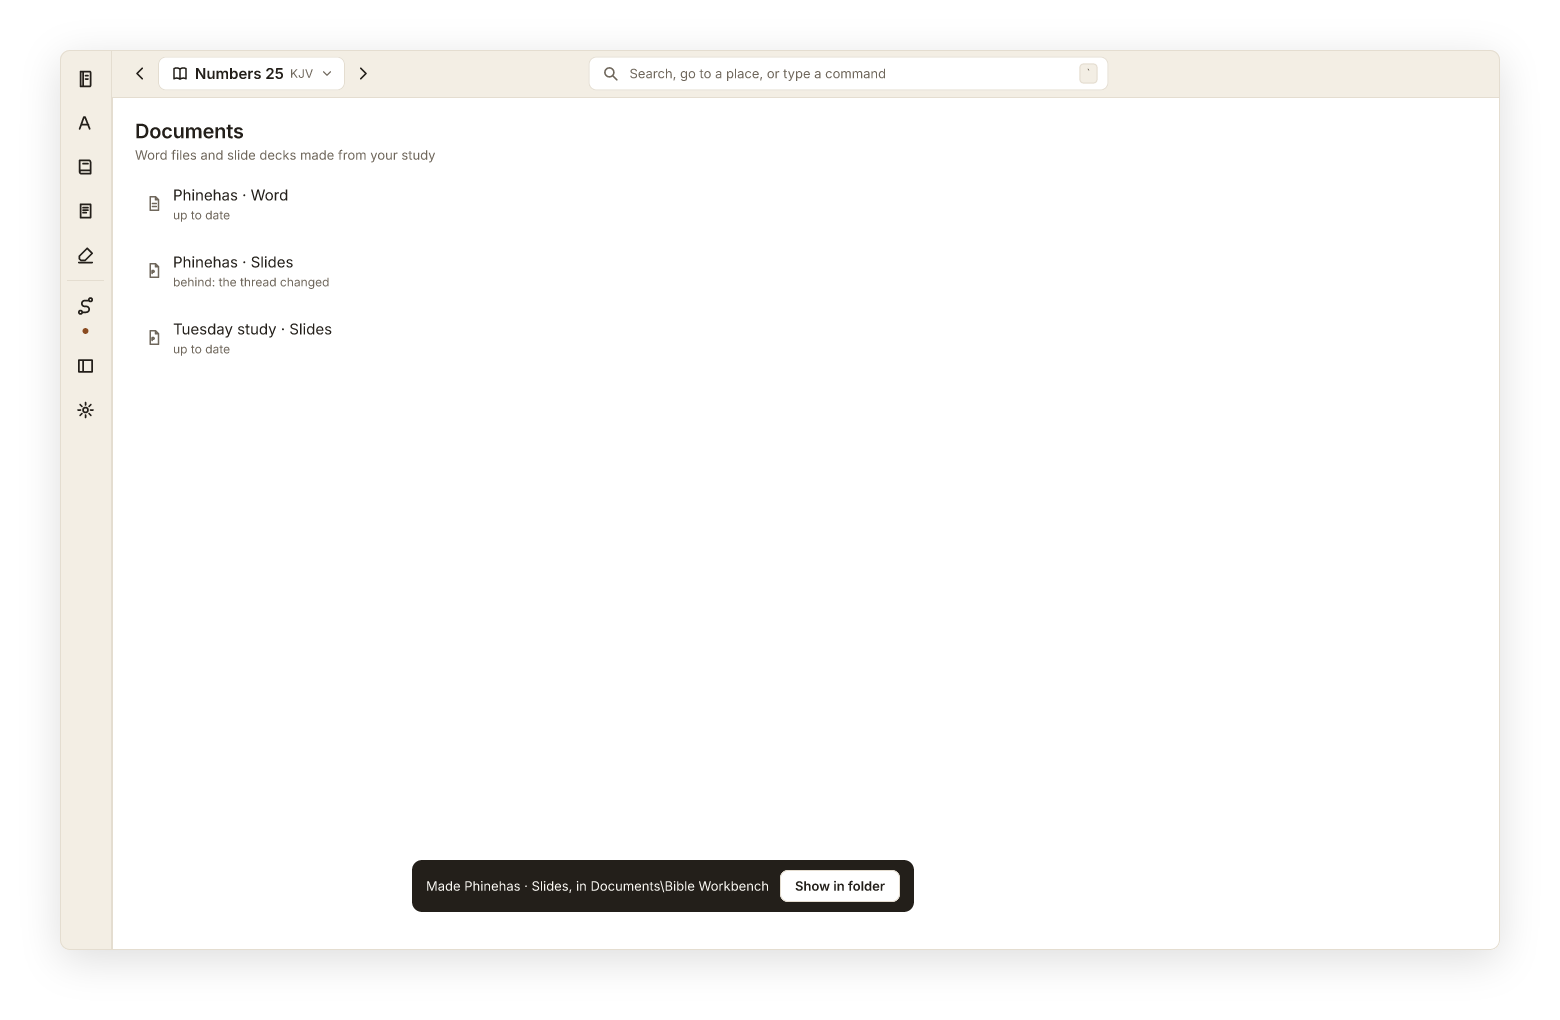 Numbers 25 KJV
Search, go to a place, or type a command
Documents
Word files and slide decks made from your study
Phinehas · Word
up to date
Phinehas · Slides
behind: the thread changed
Tuesday study · Slides
up to date
Made Phinehas · Slides, in Documents\Bible Workbench
Show in folder